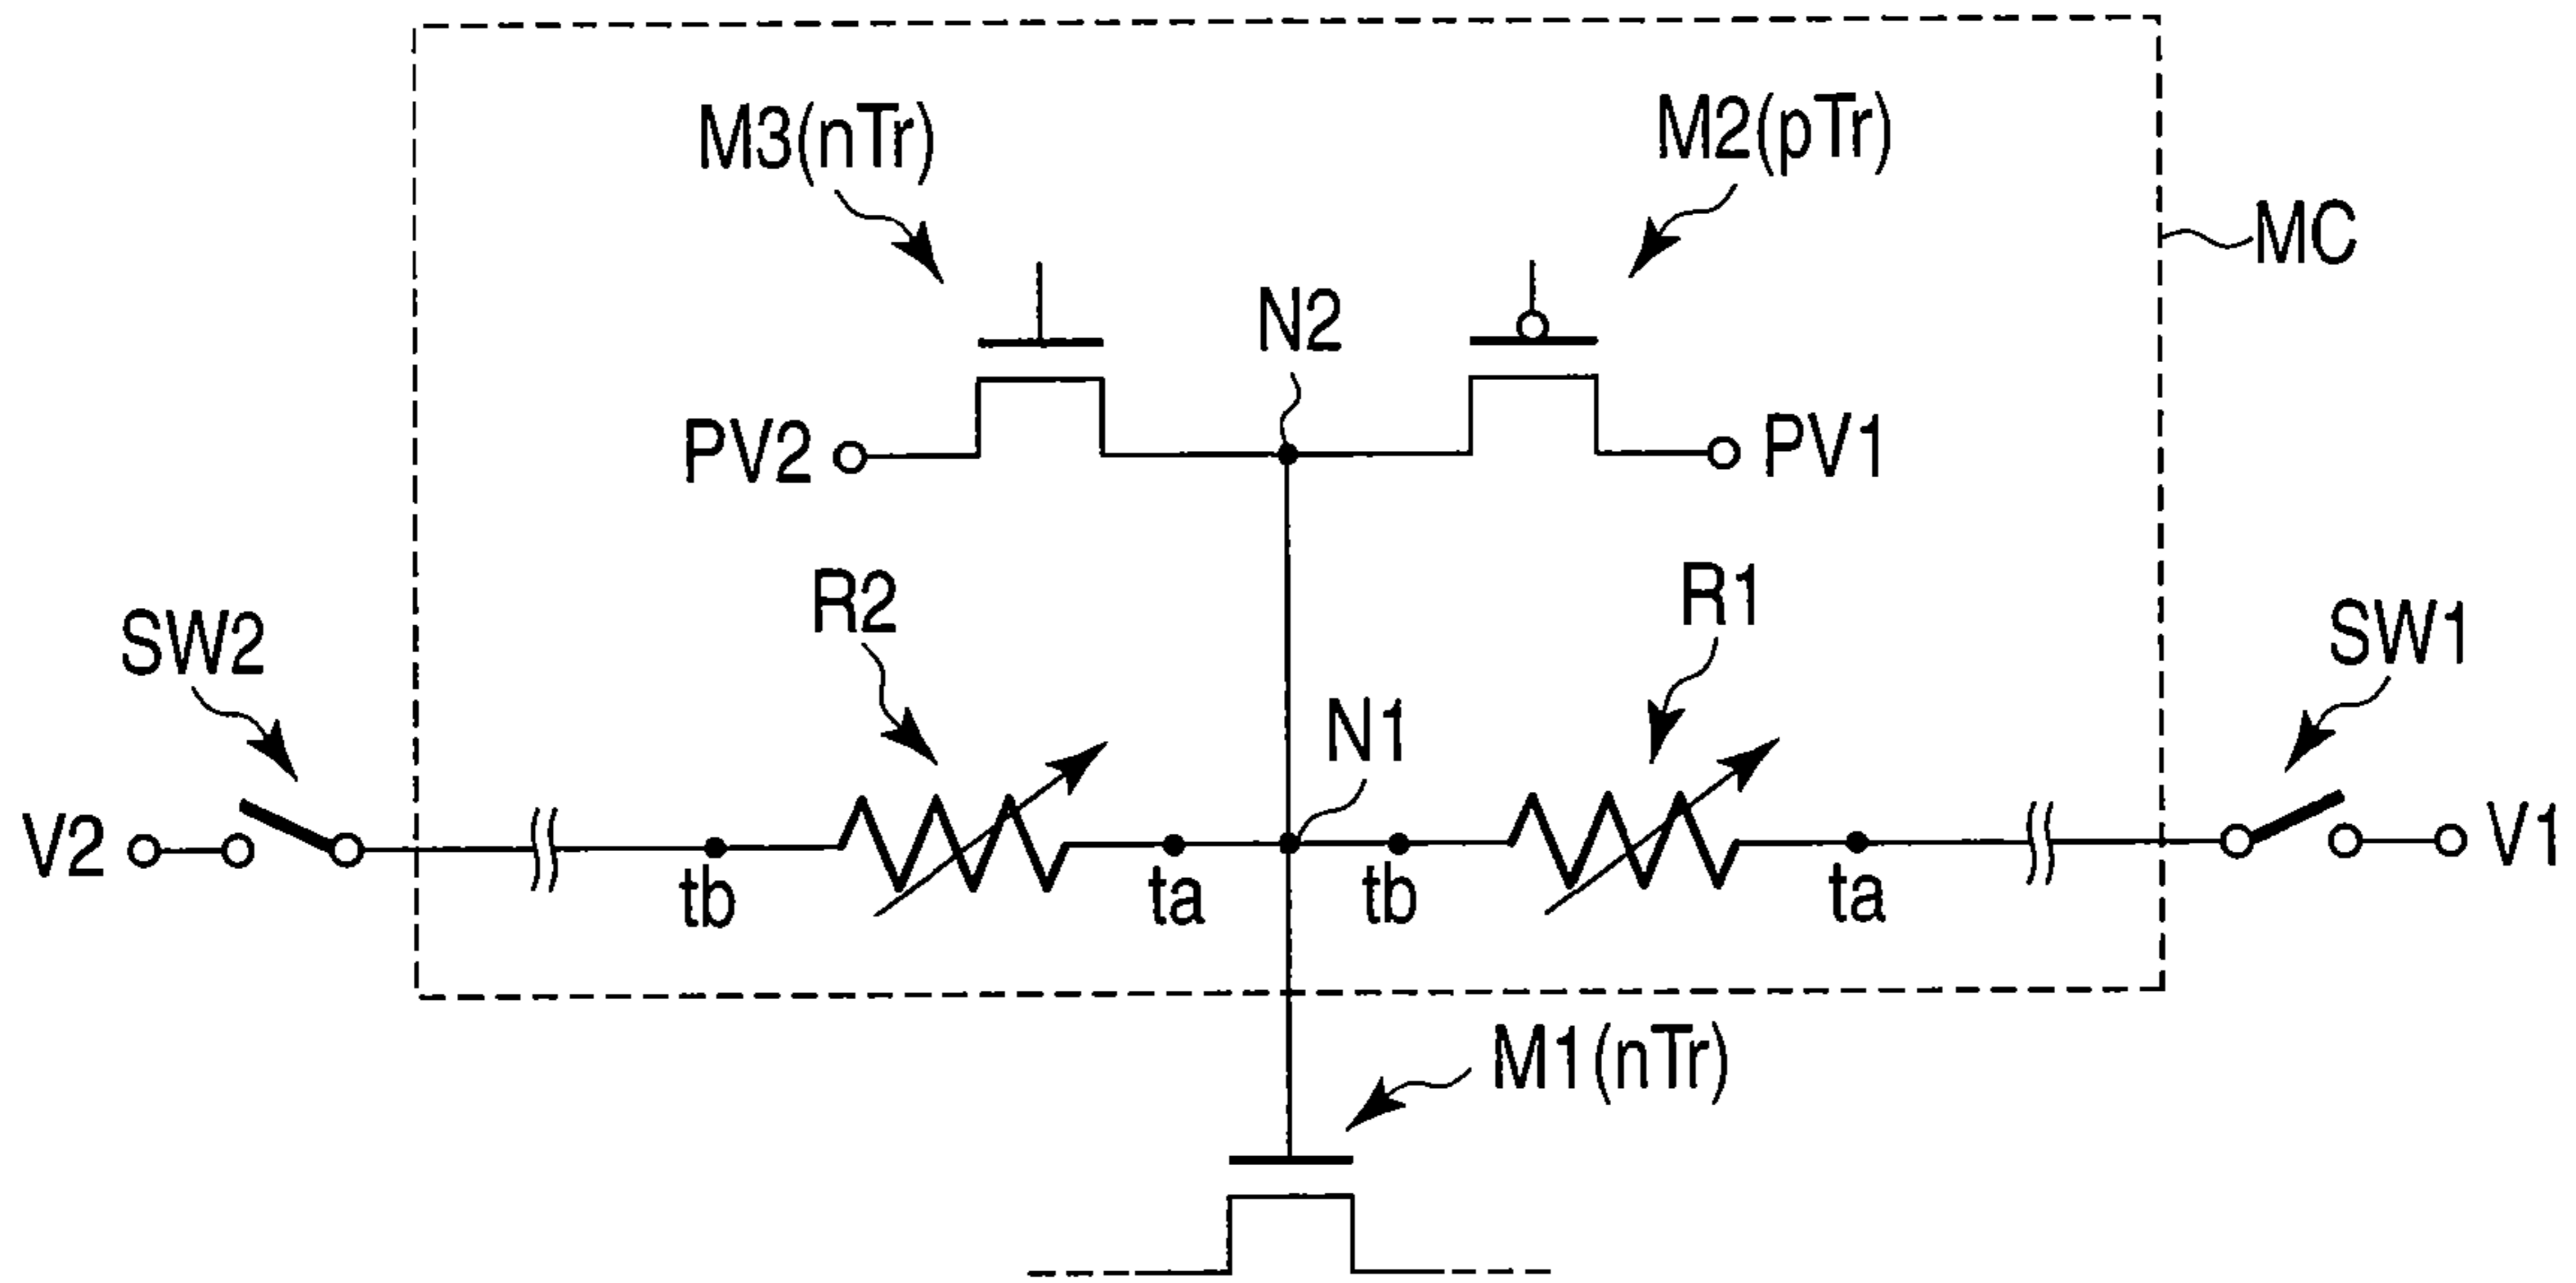 M3(nTr)
M2(pTr)
MC
N2
PV2
PV1
R2
R1
SW2
SW1
N1
V2
V1
tb
ta
tb
ta
M1(nTr)